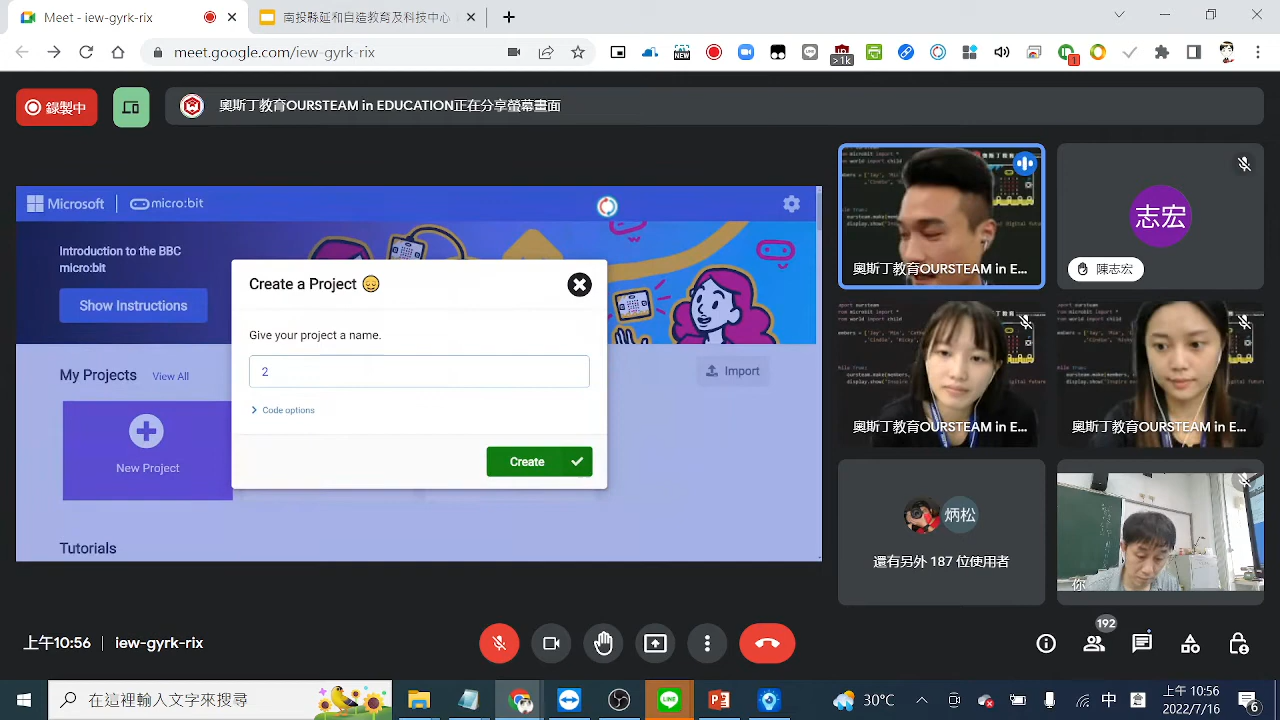 Meet - iew-gyrk-rix
南投縣延和自造教育及科技中心
meet.google.com/iew-gyrk-rix
NEW
>1k
1
錄製中
奧斯丁教育OURSTEAM in EDUCATION正在分享螢幕畫面
Microsoft
micro:bit
Introduction to the BBC
micro:bit
Show Instructions
Create a Project
Give your project a name.
2
Code options
Create
My Projects
View All
Import
New Project
Tutorials
奧斯丁教育OURSTEAM in E...
志宏
陳志宏
奧斯丁教育OURSTEAM in E...
奧斯丁教育OURSTEAM in E...
炳松
還有另外 187 位使用者
你
上午10:56
iew-gyrk-rix
192
在這裡輸入文字來搜尋
LINE
30°C
中
上午 10:56
2022/7/16